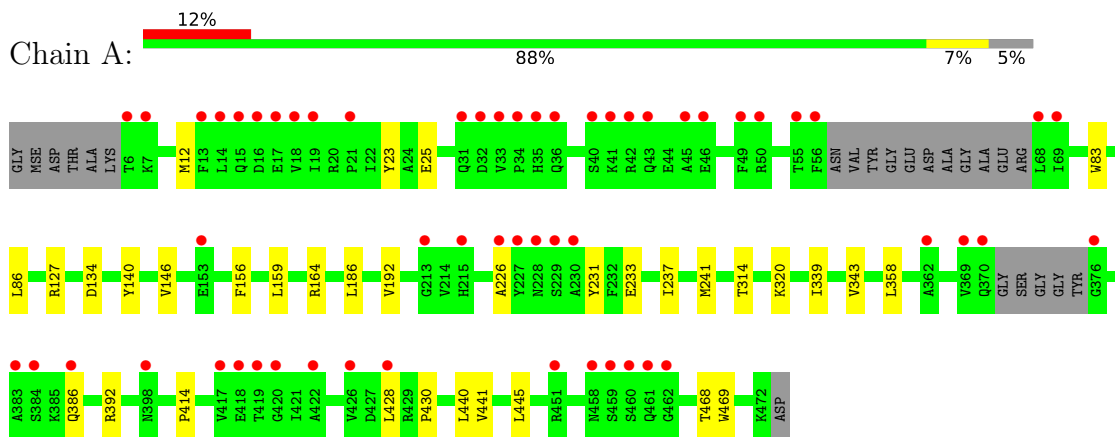 12%
Chain A:
88% 7% 5%
GLY MSE ASP THR ALA LYS T6 K7 M12 F13 L14 Q15 D16 E17 V18 I19 R20 P21 I22 Y23 A24 E25 Q31 D32 V33 P34 H35 Q36 S40 K41 R42 Q43 E44 A45 E46 F49 R50 T55 F56 ASN VAL TYR GLY GLU ASP ALA GLY ALA GLU ARG L68 I69 W83
L86 R127 D134 Y140 V146 E153 F156 L159 R164 L186 V192 G213 V214 H215 A226 Y227 N228 S229 A230 Y231 F232 E233 I237 M241 T314 K320 I339 V343 L358 A362 V369 Q370 GLY SER GLY GLY TYR G376
A383 S384 K385 Q386 R392 N398 P414 V417 E418 T419 G420 I421 A422 V426 D427 L428 R429 P430 L440 V441 L445 R451 N458 S459 S460 Q461 G462 T468 W469 K472 ASP